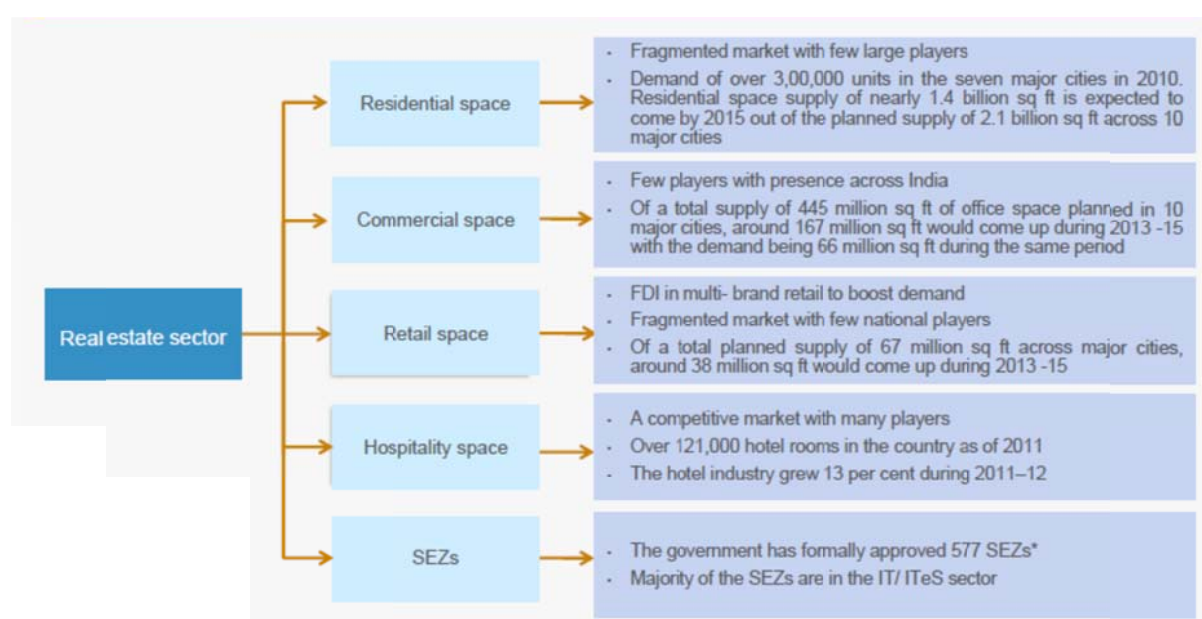 Real estate sector
Residential space
· Fragmented market with few large players
· Demand of over 3,00,000 units in the seven major cities in 2010.
Residential space supply of nearly 1.4 billion sq ft is expected to
come by 2015 out of the planned supply of 2.1 billion sq ft across 10
major cities
Commercial space
· Few players with presence across India
· Of a total supply of 445 million sq ft of office space planned in 10
major cities, around 167 million sq ft would come up during 2013 -15
with the demand being 66 million sq ft during the same period
Retail space
· FDI in multi- brand retail to boost demand
· Fragmented market with few national players
· Of a total planned supply of 67 million sq ft across major cities,
around 38 million sq ft would come up during 2013 -15
Hospitality space
· A competitive market with many players
· Over 121,000 hotel rooms in the country as of 2011
· The hotel industry grew 13 per cent during 2011–12
SEZs
· The government has formally approved 577 SEZs*
· Majority of the SEZs are in the IT/ ITeS sector